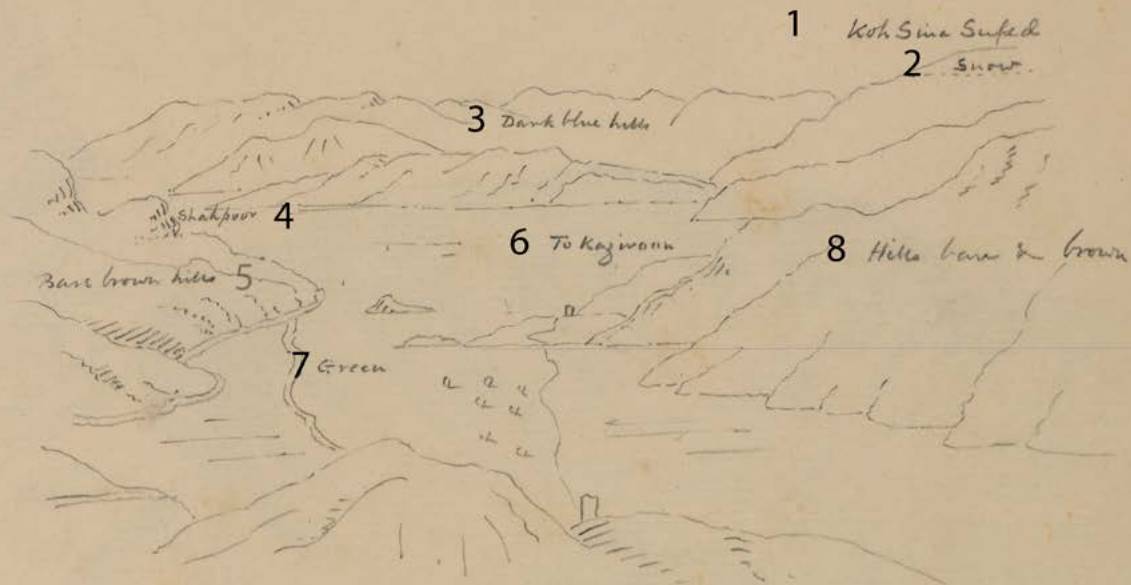 1 Koh Sina Sufed
2 Snow
3 Dark blue hills
Shahpoor 4
6 To Kaziroon
8 Hills bare & brown
Bare brown hills 5
7 Green